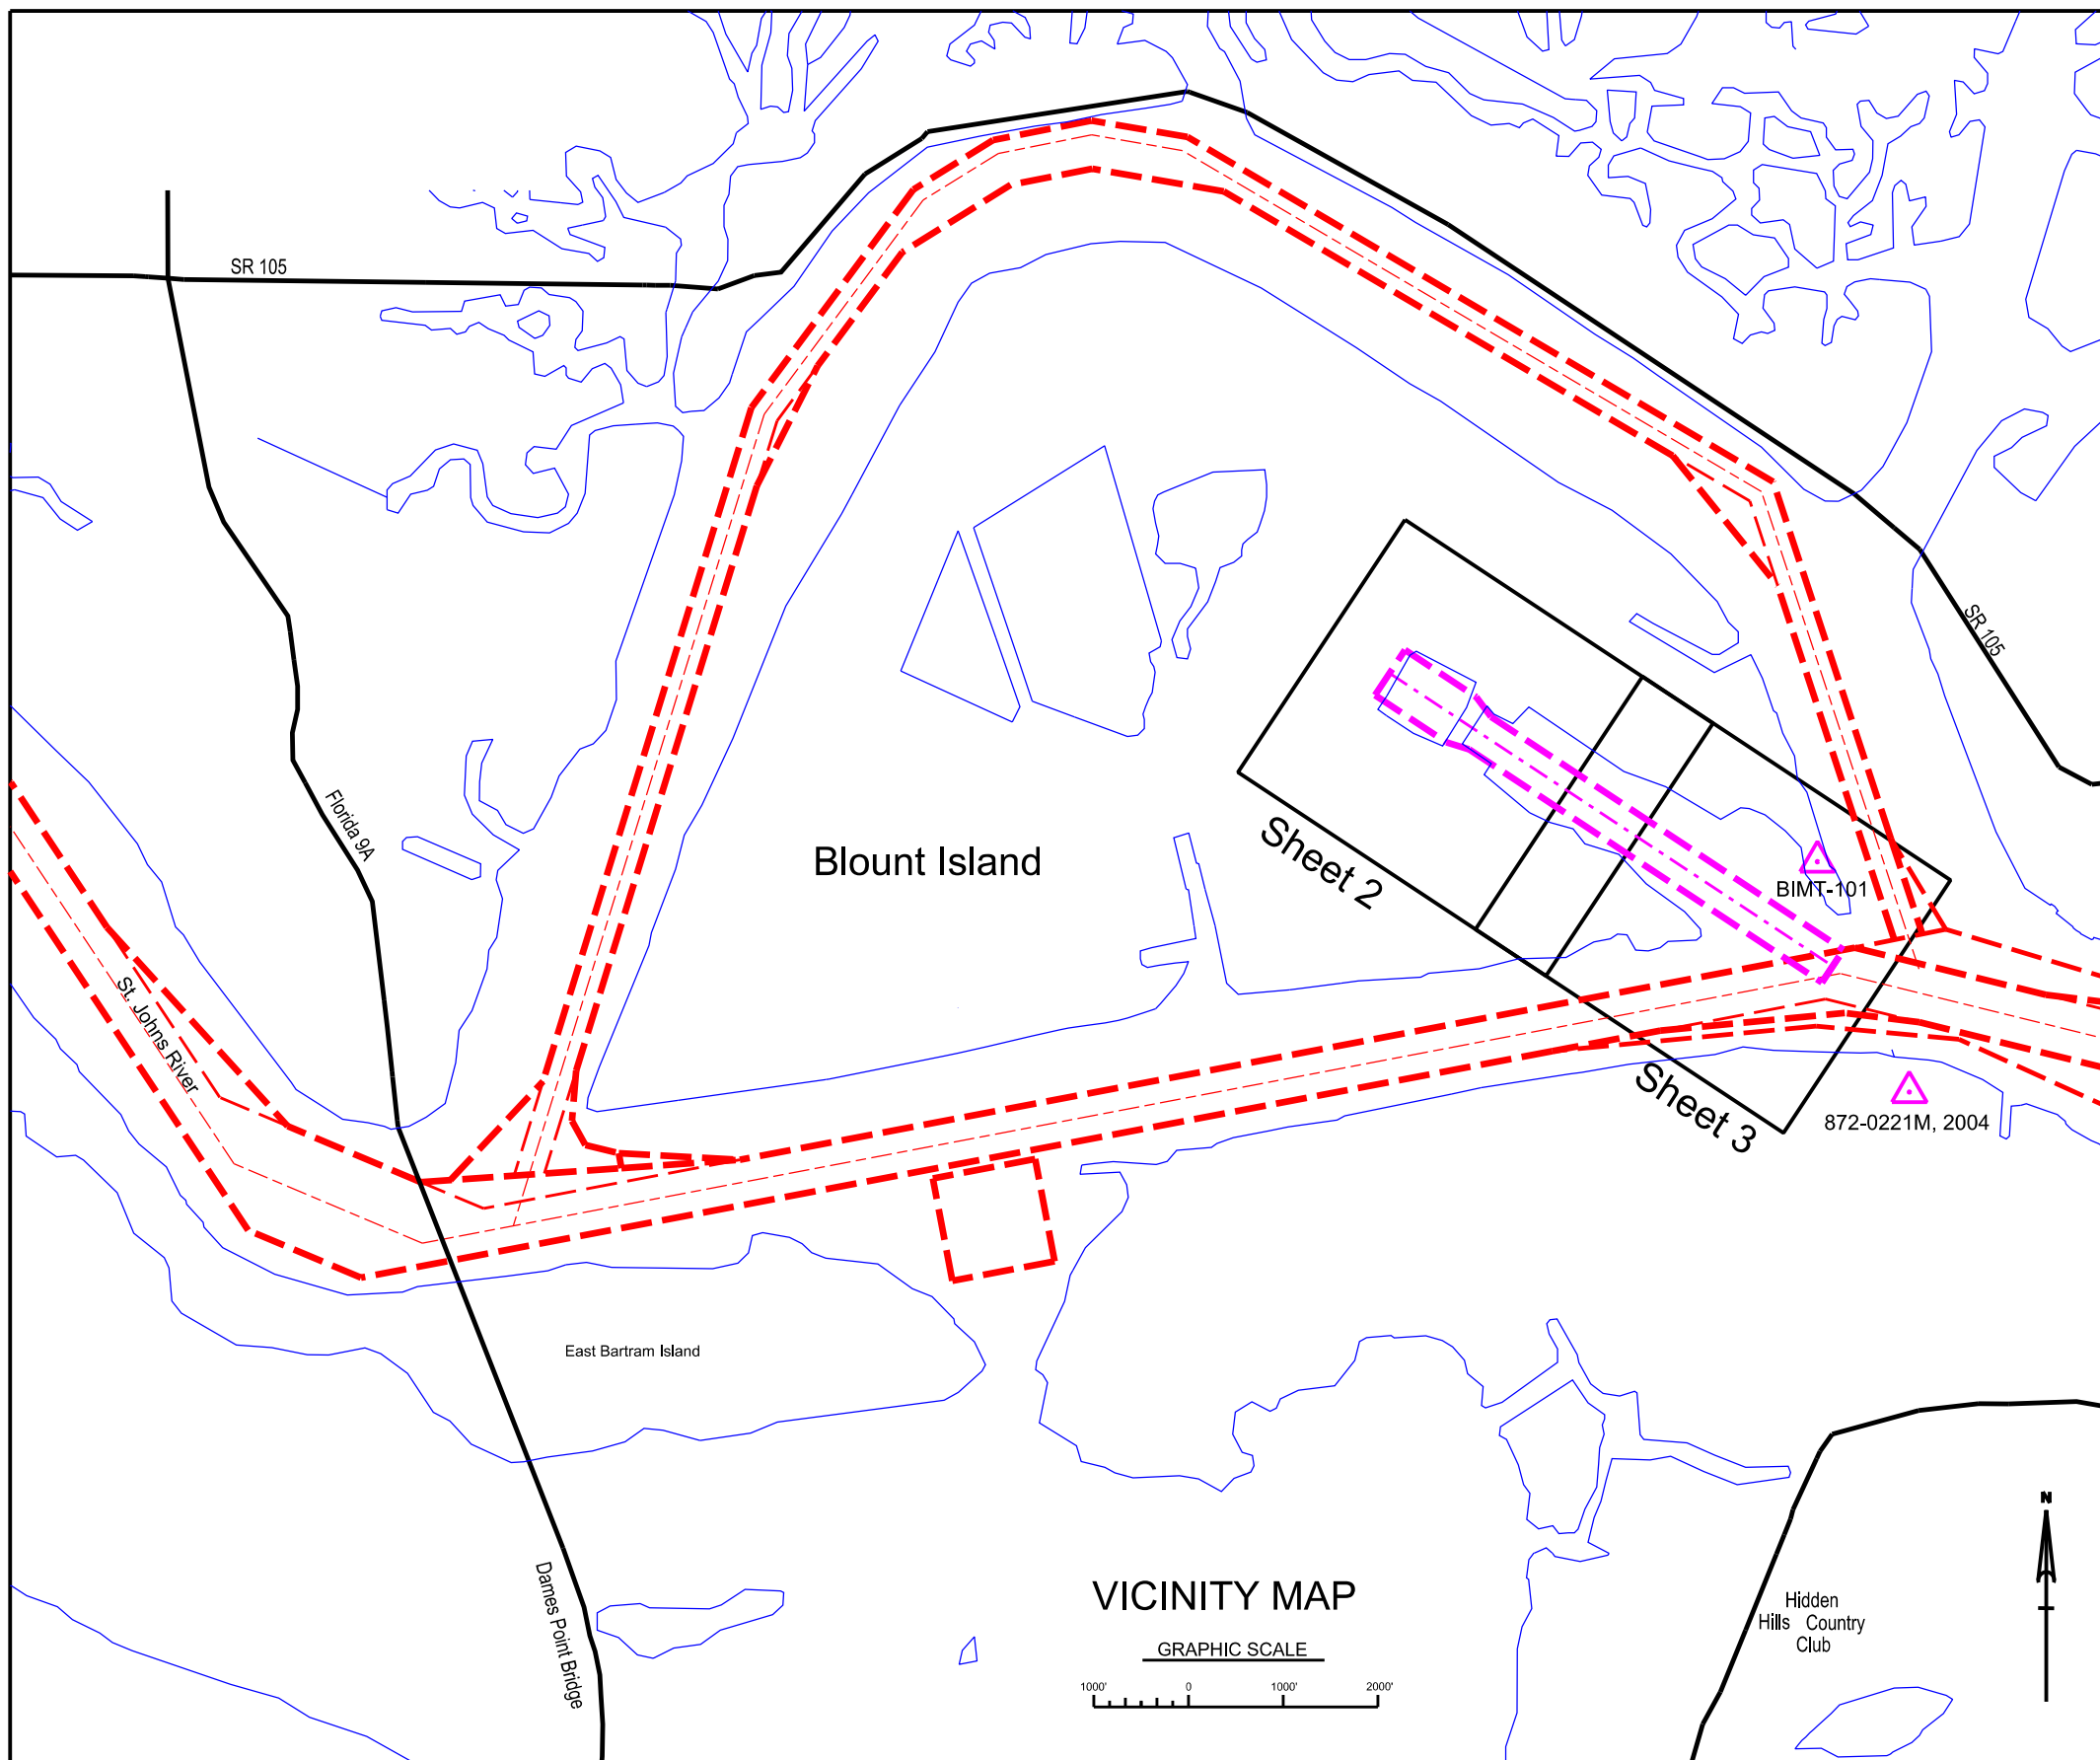 SR 105
SR 105
Florida 9A
Blount Island
Sheet 2
BIMT-101
St. Johns River
Sheet 3
872-0221M, 2004
East Bartram Island
Dames Point Bridge
VICINITY MAP
GRAPHIC SCALE
1000' 0 1000' 2000'
N
Hidden
Hills Country
Club